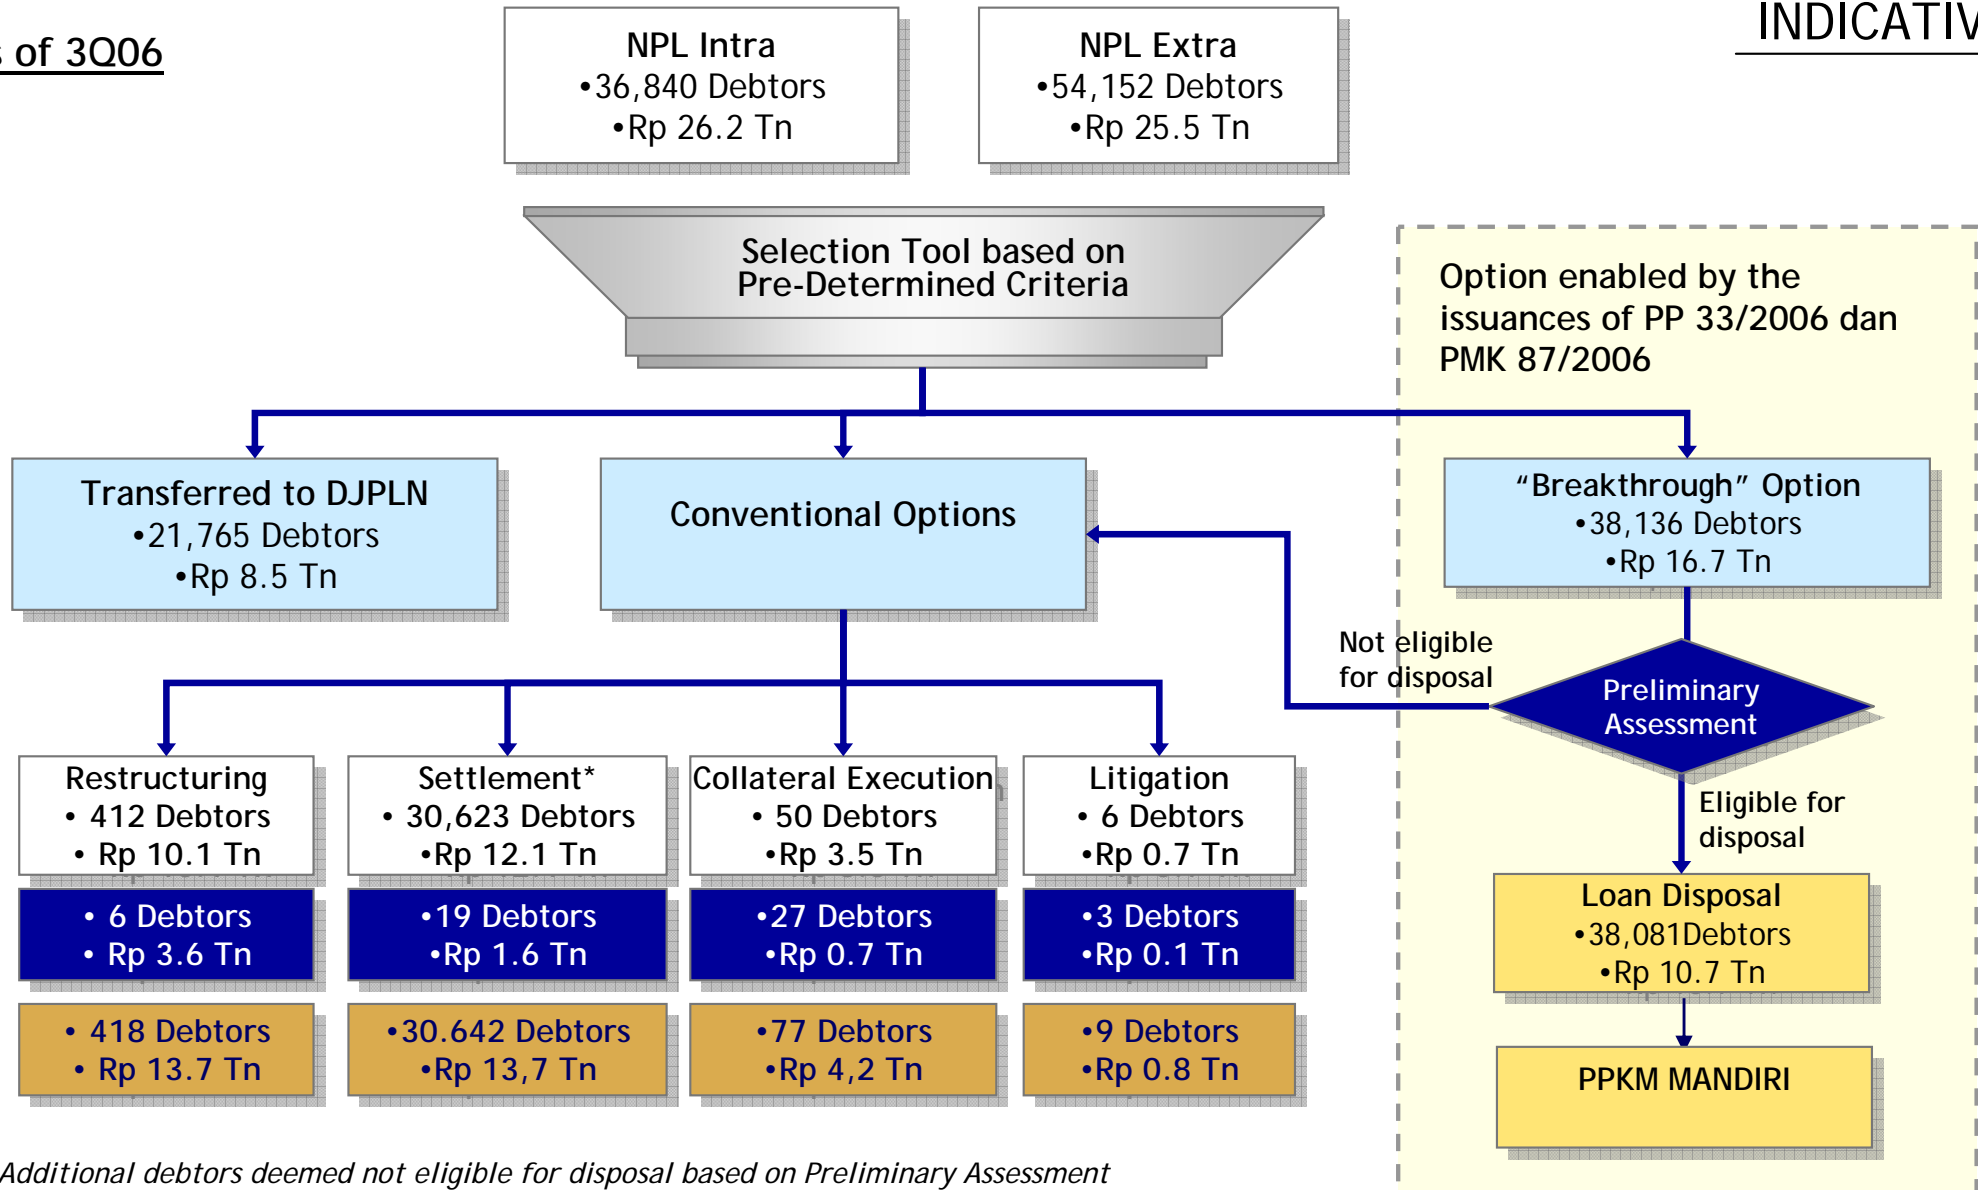 s of 3Q06
INDICATIV
NPL Intra
•36,840 Debtors
•Rp 26.2 Tn
NPL Extra
•54,152 Debtors
•Rp 25.5 Tn
Selection Tool based on
Pre-Determined Criteria
Option enabled by the
issuances of PP 33/2006 dan
PMK 87/2006
Transferred to DJPLN
•21,765 Debtors
•Rp 8.5 Tn
Conventional Options
“Breakthrough” Option
•38,136 Debtors
•Rp 16.7 Tn
Not eligible
for disposal
Preliminary
Assessment
Eligible for
disposal
Restructuring
• 412 Debtors
• Rp 10.1 Tn
Settlement*
• 30,623 Debtors
•Rp 12.1 Tn
Collateral Execution
• 50 Debtors
•Rp 3.5 Tn
Litigation
• 6 Debtors
•Rp 0.7 Tn
• 6 Debtors
• Rp 3.6 Tn
•19 Debtors
•Rp 1.6 Tn
•27 Debtors
•Rp 0.7 Tn
•3 Debtors
•Rp 0.1 Tn
• 418 Debtors
• Rp 13.7 Tn
•30.642 Debtors
•Rp 13,7 Tn
•77 Debtors
•Rp 4,2 Tn
•9 Debtors
•Rp 0.8 Tn
Loan Disposal
•38,081Debtors
•Rp 10.7 Tn
PPKM MANDIRI
Additional debtors deemed not eligible for disposal based on Preliminary Assessment